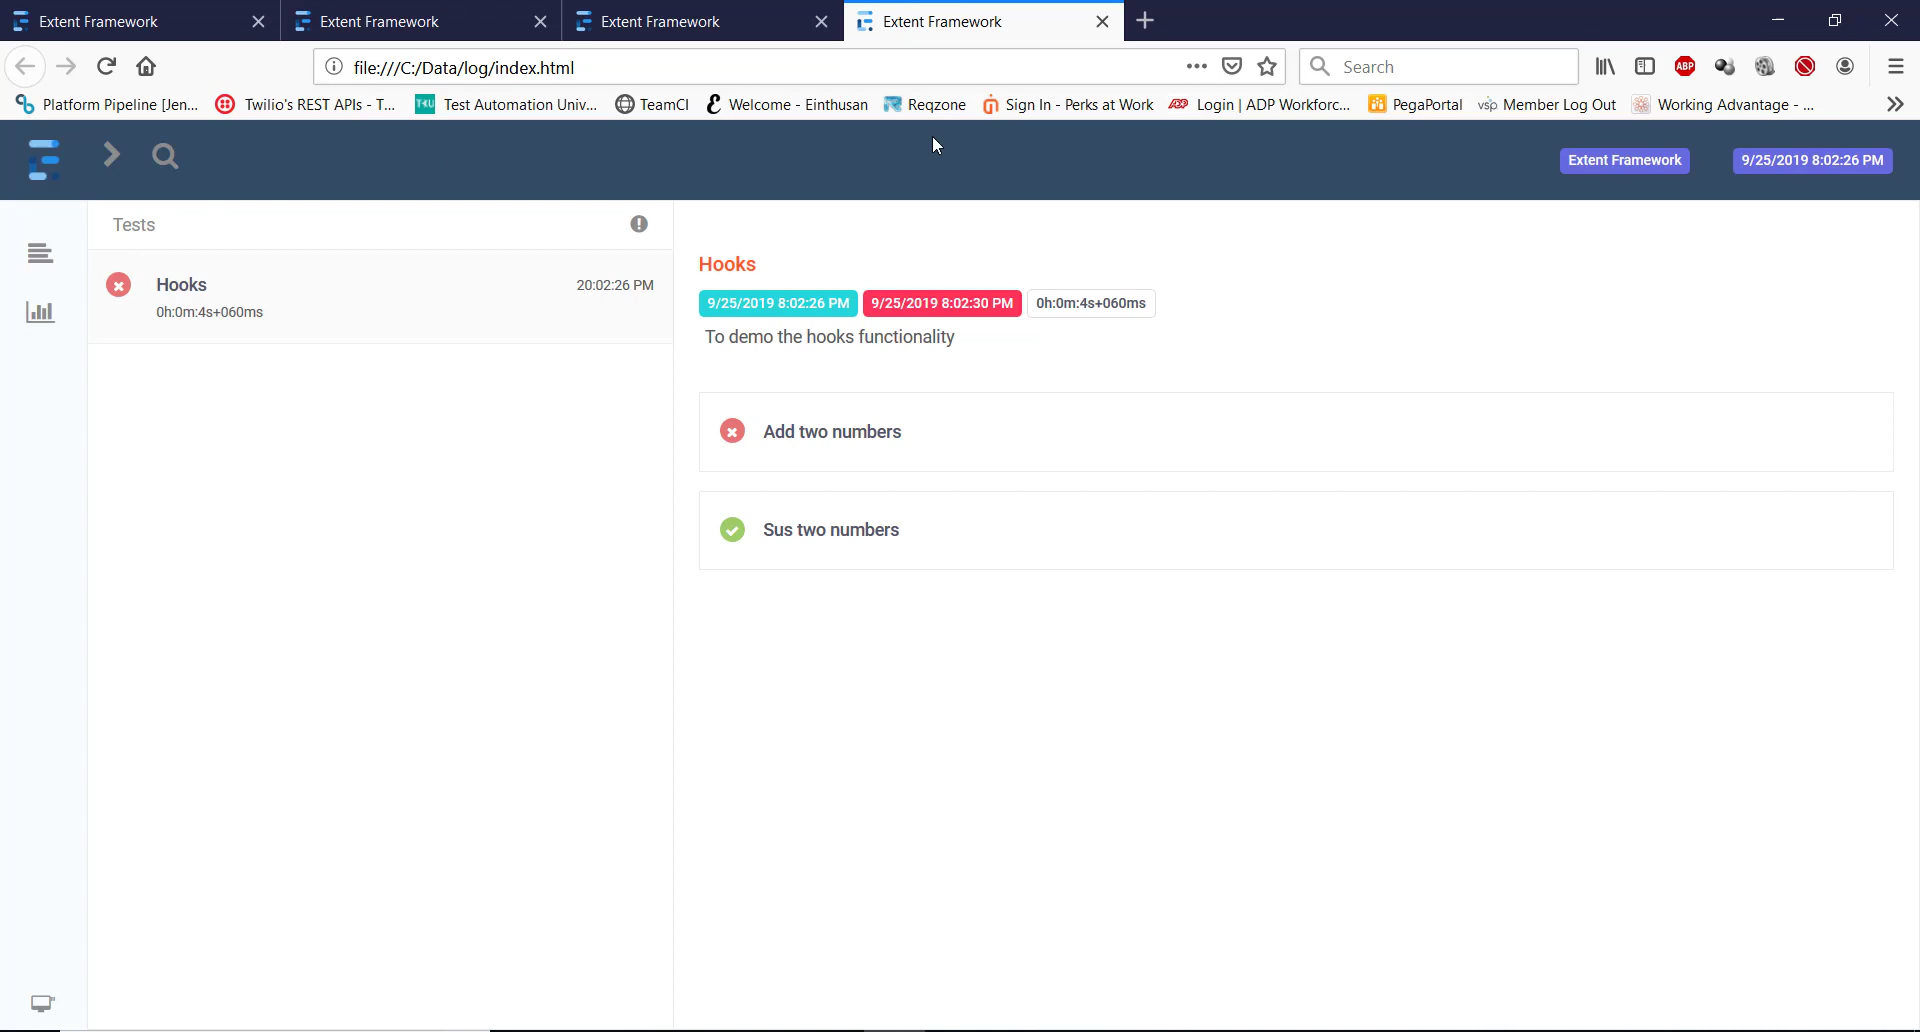 Extent Framework
Extent Framework
Extent Framework
Extent Framework
file:///C:/Data/log/index.html
Search
ABP
Platform Pipeline [Jen...
Twilio's REST APIs - T...
TAU
Test Automation Univ...
TeamCI
Welcome - Einthusan
Reqzone
Sign In - Perks at Work
ADP
Login | ADP Workforc...
PegaPortal
vsp
Member Log Out
Working Advantage - ...
Extent Framework
9/25/2019 8:02:26 PM
Tests
Hooks
20:02:26 PM
0h:0m:4s+060ms
Hooks
9/25/2019 8:02:26 PM
9/25/2019 8:02:30 PM
0h:0m:4s+060ms
To demo the hooks functionality
Add two numbers
Sus two numbers